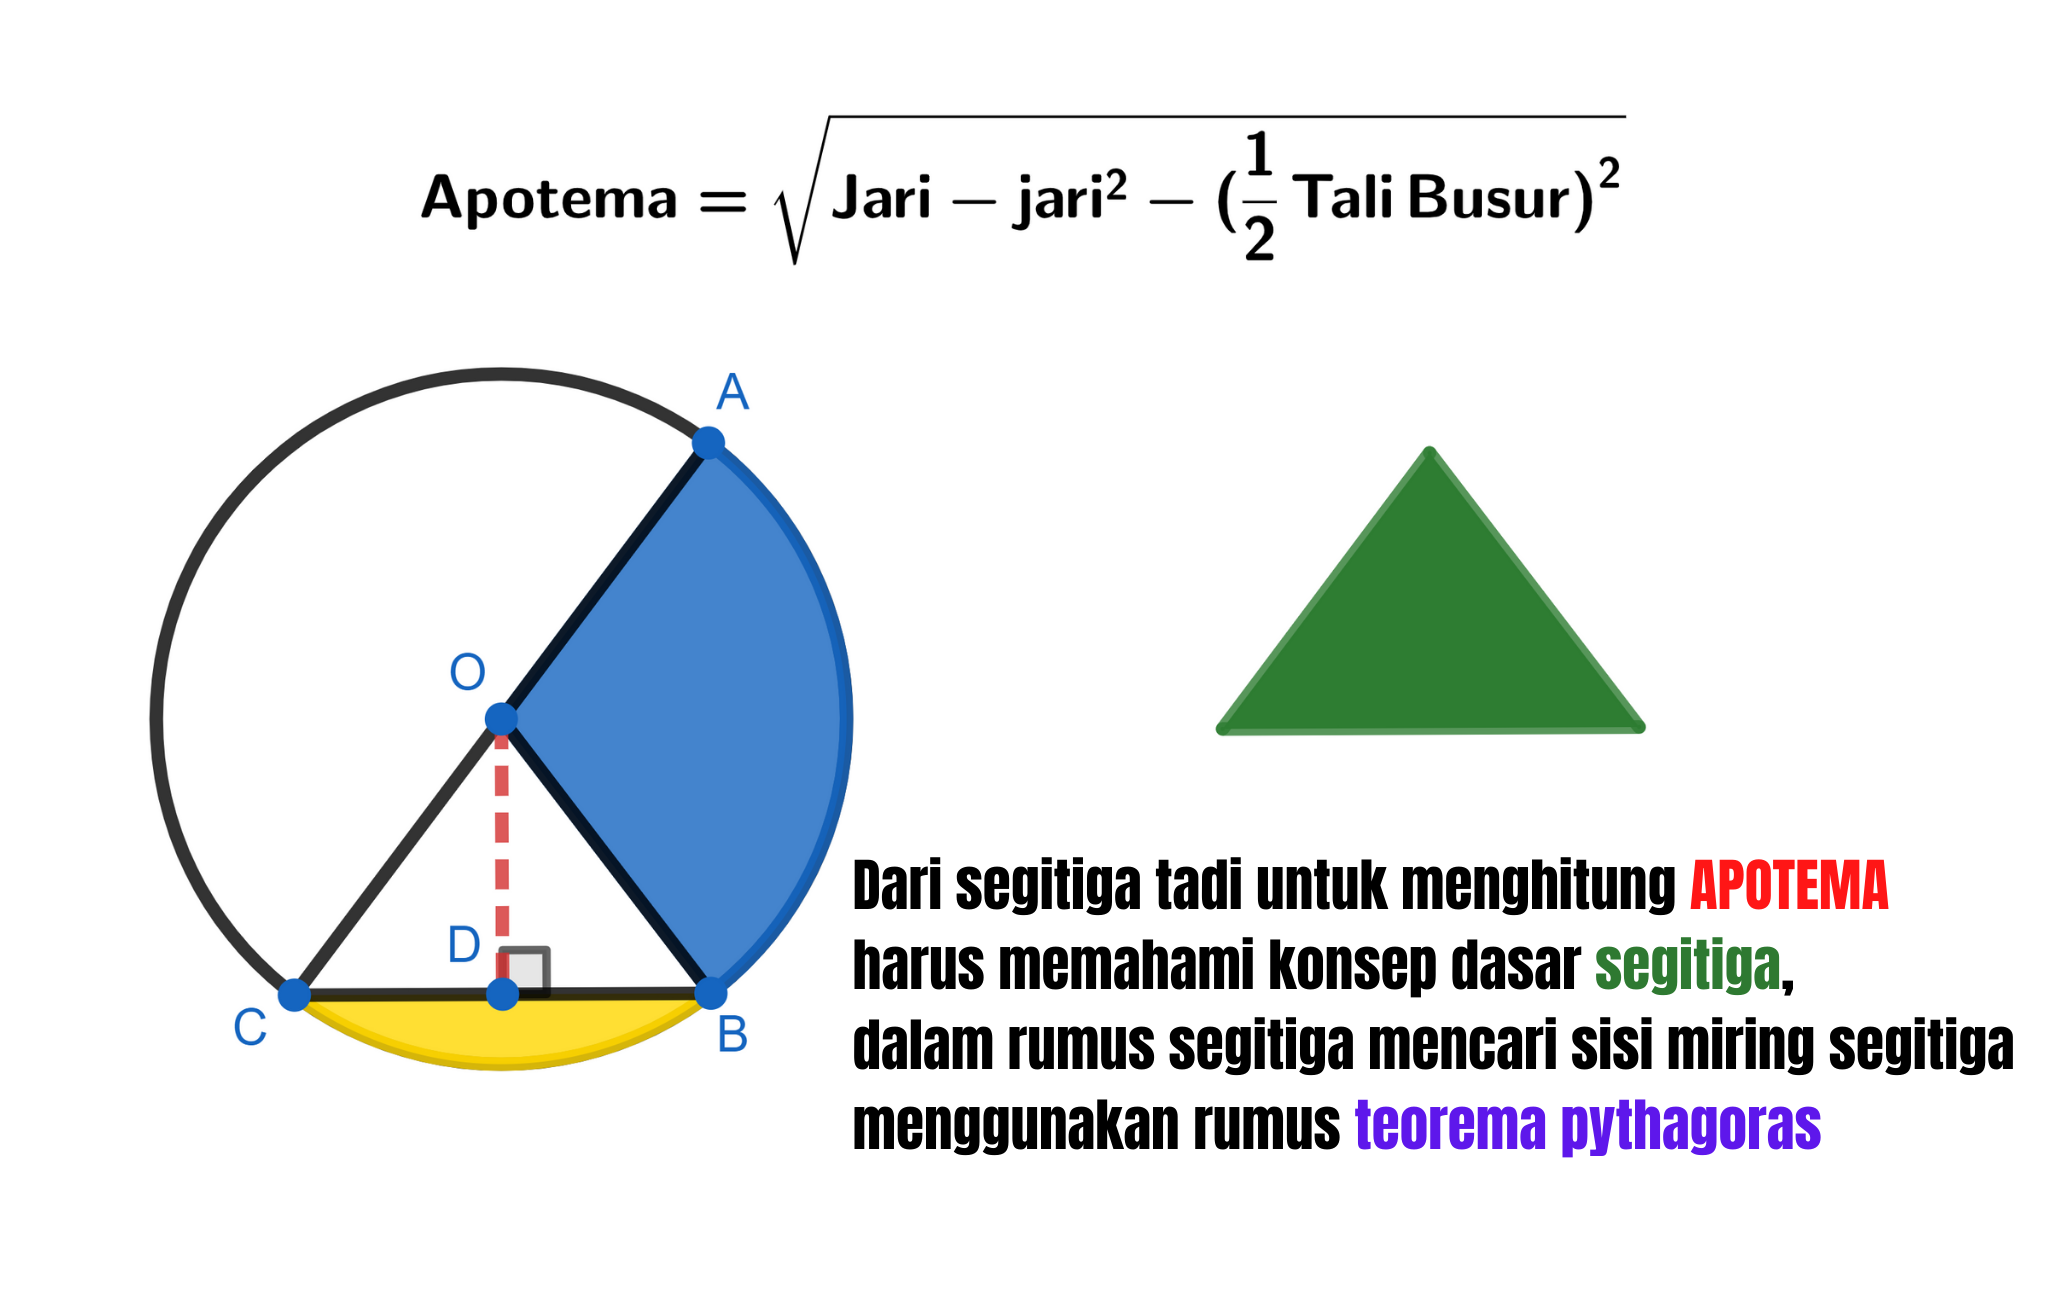 Apotema = √Jari − jari² − (1/2 Tali Busur)²
A
O
D
C
B
Dari segitiga tadi untuk menghitung APOTEMA
harus memahami konsep dasar segitiga,
dalam rumus segitiga mencari sisi miring segitiga
menggunakan rumus teorema pythagoras